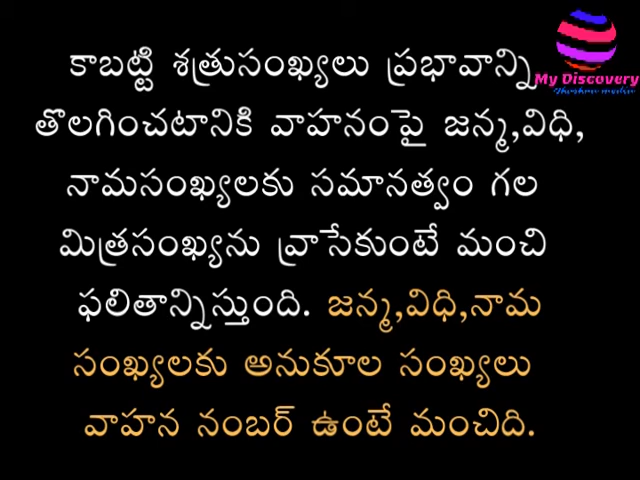 కాబట్టి శత్రుసంఖ్యలు ప్రభావాన్ని
తొలగించటానికి వాహనంపై జన్మ,విధి,
నామసంఖ్యలకు సమానత్వం గల
మిత్రసంఖ్యను వ్రాసేకుంటే మంచి
ఫలితాన్నిస్తుంది. జన్మ,విధి,నామ
సంఖ్యలకు అనుకూల సంఖ్యలు
వాహన నంబర్ ఉంటే మంచిది.
My Discovery